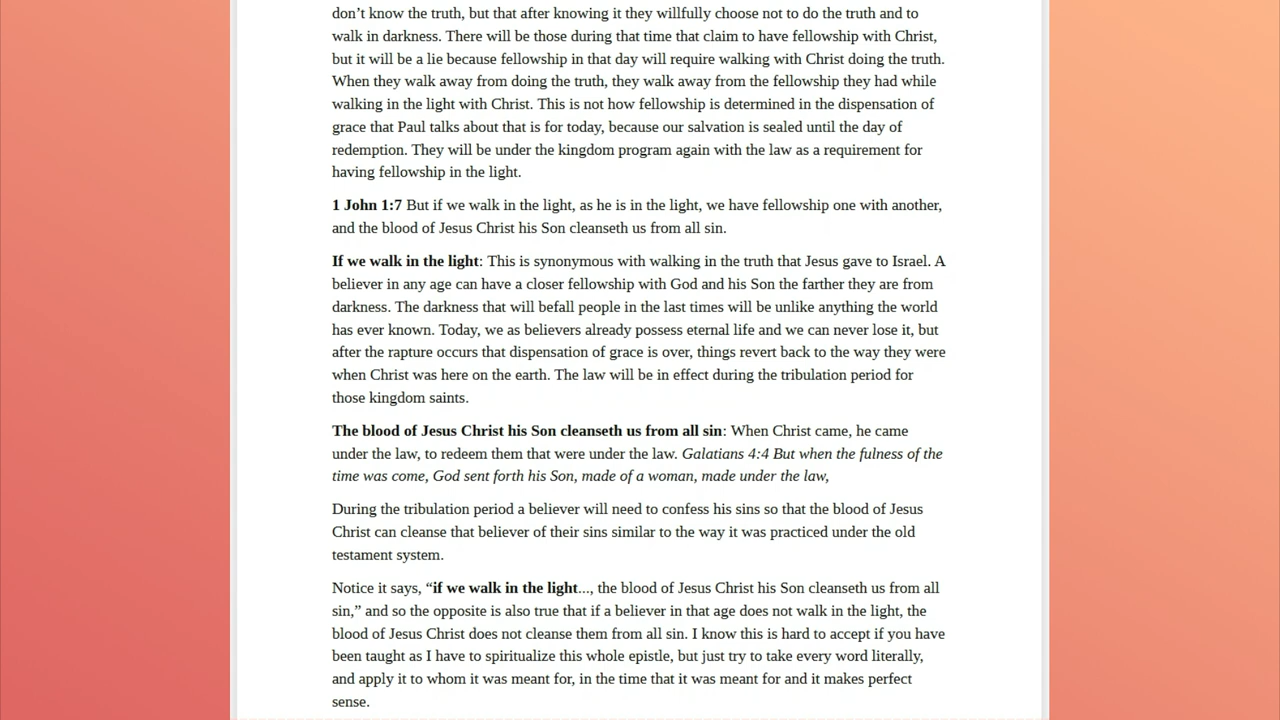 don’t know the truth, but that after knowing it they willfully choose not to do the truth and to
walk in darkness. There will be those during that time that claim to have fellowship with Christ,
but it will be a lie because fellowship in that day will require walking with Christ doing the truth.
When they walk away from doing the truth, they walk away from the fellowship they had while
walking in the light with Christ. This is not how fellowship is determined in the dispensation of
grace that Paul talks about that is for today, because our salvation is sealed until the day of
redemption. They will be under the kingdom program again with the law as a requirement for
having fellowship in the light.
1 John 1:7 But if we walk in the light, as he is in the light, we have fellowship one with another,
and the blood of Jesus Christ his Son cleanseth us from all sin.
If we walk in the light: This is synonymous with walking in the truth that Jesus gave to Israel. A
believer in any age can have a closer fellowship with God and his Son the farther they are from
darkness. The darkness that will befall people in the last times will be unlike anything the world
has ever known. Today, we as believers already possess eternal life and we can never lose it, but
after the rapture occurs that dispensation of grace is over, things revert back to the way they were
when Christ was here on the earth. The law will be in effect during the tribulation period for
those kingdom saints.
The blood of Jesus Christ his Son cleanseth us from all sin: When Christ came, he came
under the law, to redeem them that were under the law. Galatians 4:4 But when the fulness of the
time was come, God sent forth his Son, made of a woman, made under the law,
During the tribulation period a believer will need to confess his sins so that the blood of Jesus
Christ can cleanse that believer of their sins similar to the way it was practiced under the old
testament system.
Notice it says, “if we walk in the light..., the blood of Jesus Christ his Son cleanseth us from all
sin,” and so the opposite is also true that if a believer in that age does not walk in the light, the
blood of Jesus Christ does not cleanse them from all sin. I know this is hard to accept if you have
been taught as I have to spiritualize this whole epistle, but just try to take every word literally,
and apply it to whom it was meant for, in the time that it was meant for and it makes perfect
sense.